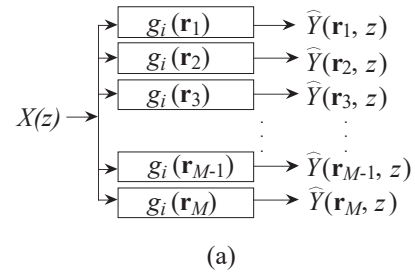 g_i(r_1) Ŷ(r_1, z)
g_i(r_2) Ŷ(r_2, z)
g_i(r_3) Ŷ(r_3, z)
X(z)
g_i(r_{M-1}) Ŷ(r_{M-1}, z)
g_i(r_M) Ŷ(r_M, z)
(a)